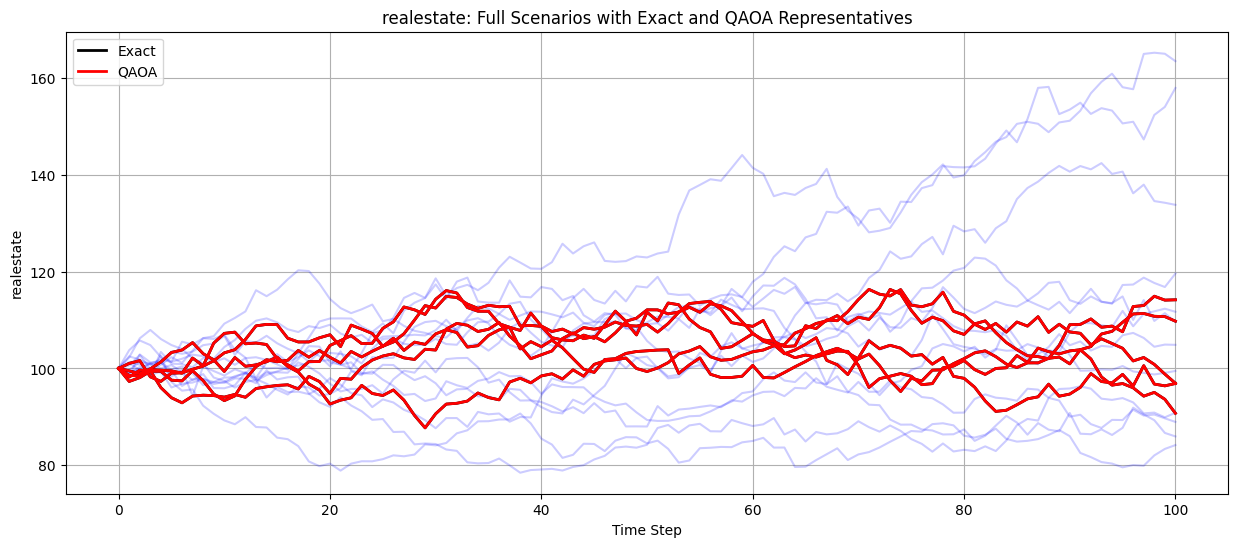 realestate: Full Scenarios with Exact and QAOA Representatives
Exact
QAOA
160
140
120
100
80
realestate
0
20
40
60
80
100
Time Step